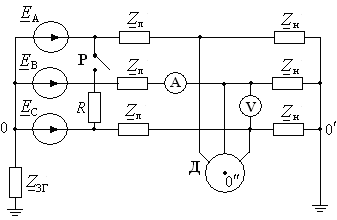 E_A Z_л Z_н
E_B P Z_л A Z_н
E_C R Z_л V Z_н
0 0′
Д 0″
Z_ЗГ